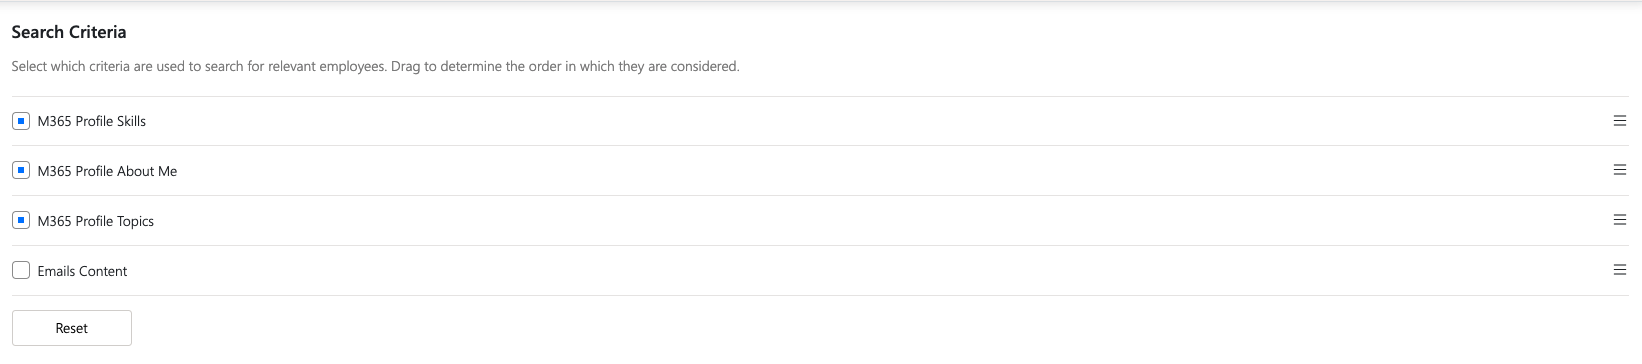 Search Criteria
Select which criteria are used to search for relevant employees. Drag to determine the order in which they are considered.
M365 Profile Skills
M365 Profile About Me
M365 Profile Topics
Emails Content
Reset